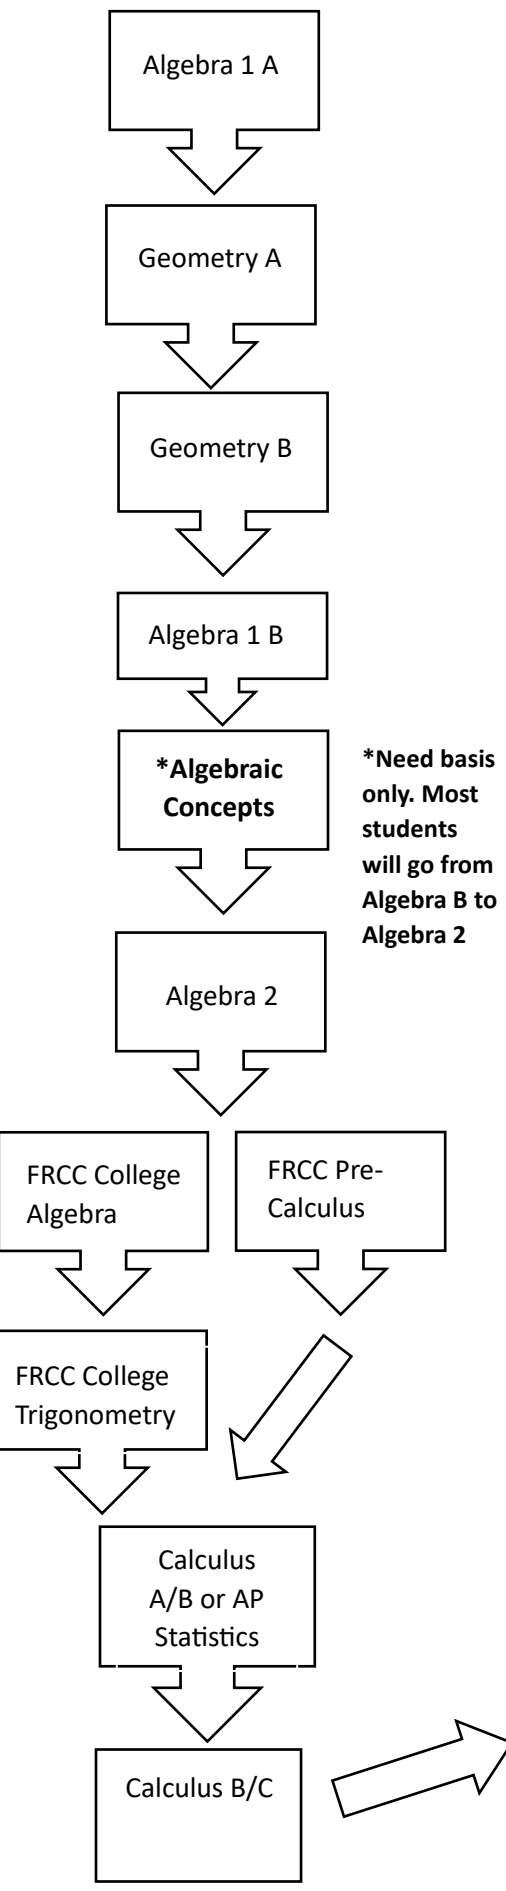 Algebra 1 A
Geometry A
Geometry B
Algebra 1 B
*Algebraic
Concepts
*Need basis
only. Most
students
will go from
Algebra B to
Algebra 2
Algebra 2
FRCC College
Algebra
FRCC Pre-
Calculus
FRCC College
Trigonometry
Calculus
A/B or AP
Statistics
Calculus B/C